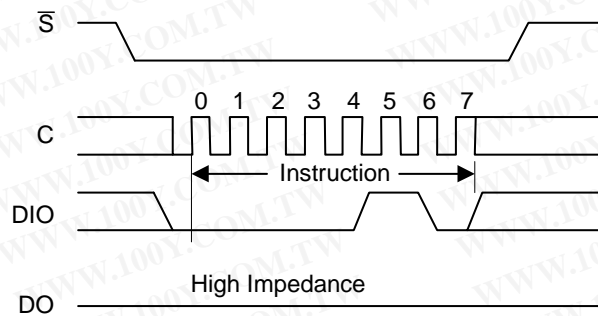 S̅
0 1 2 3 4 5 6 7
C
Instruction
DIO
High Impedance
DO
WWW.100Y.COM.TW